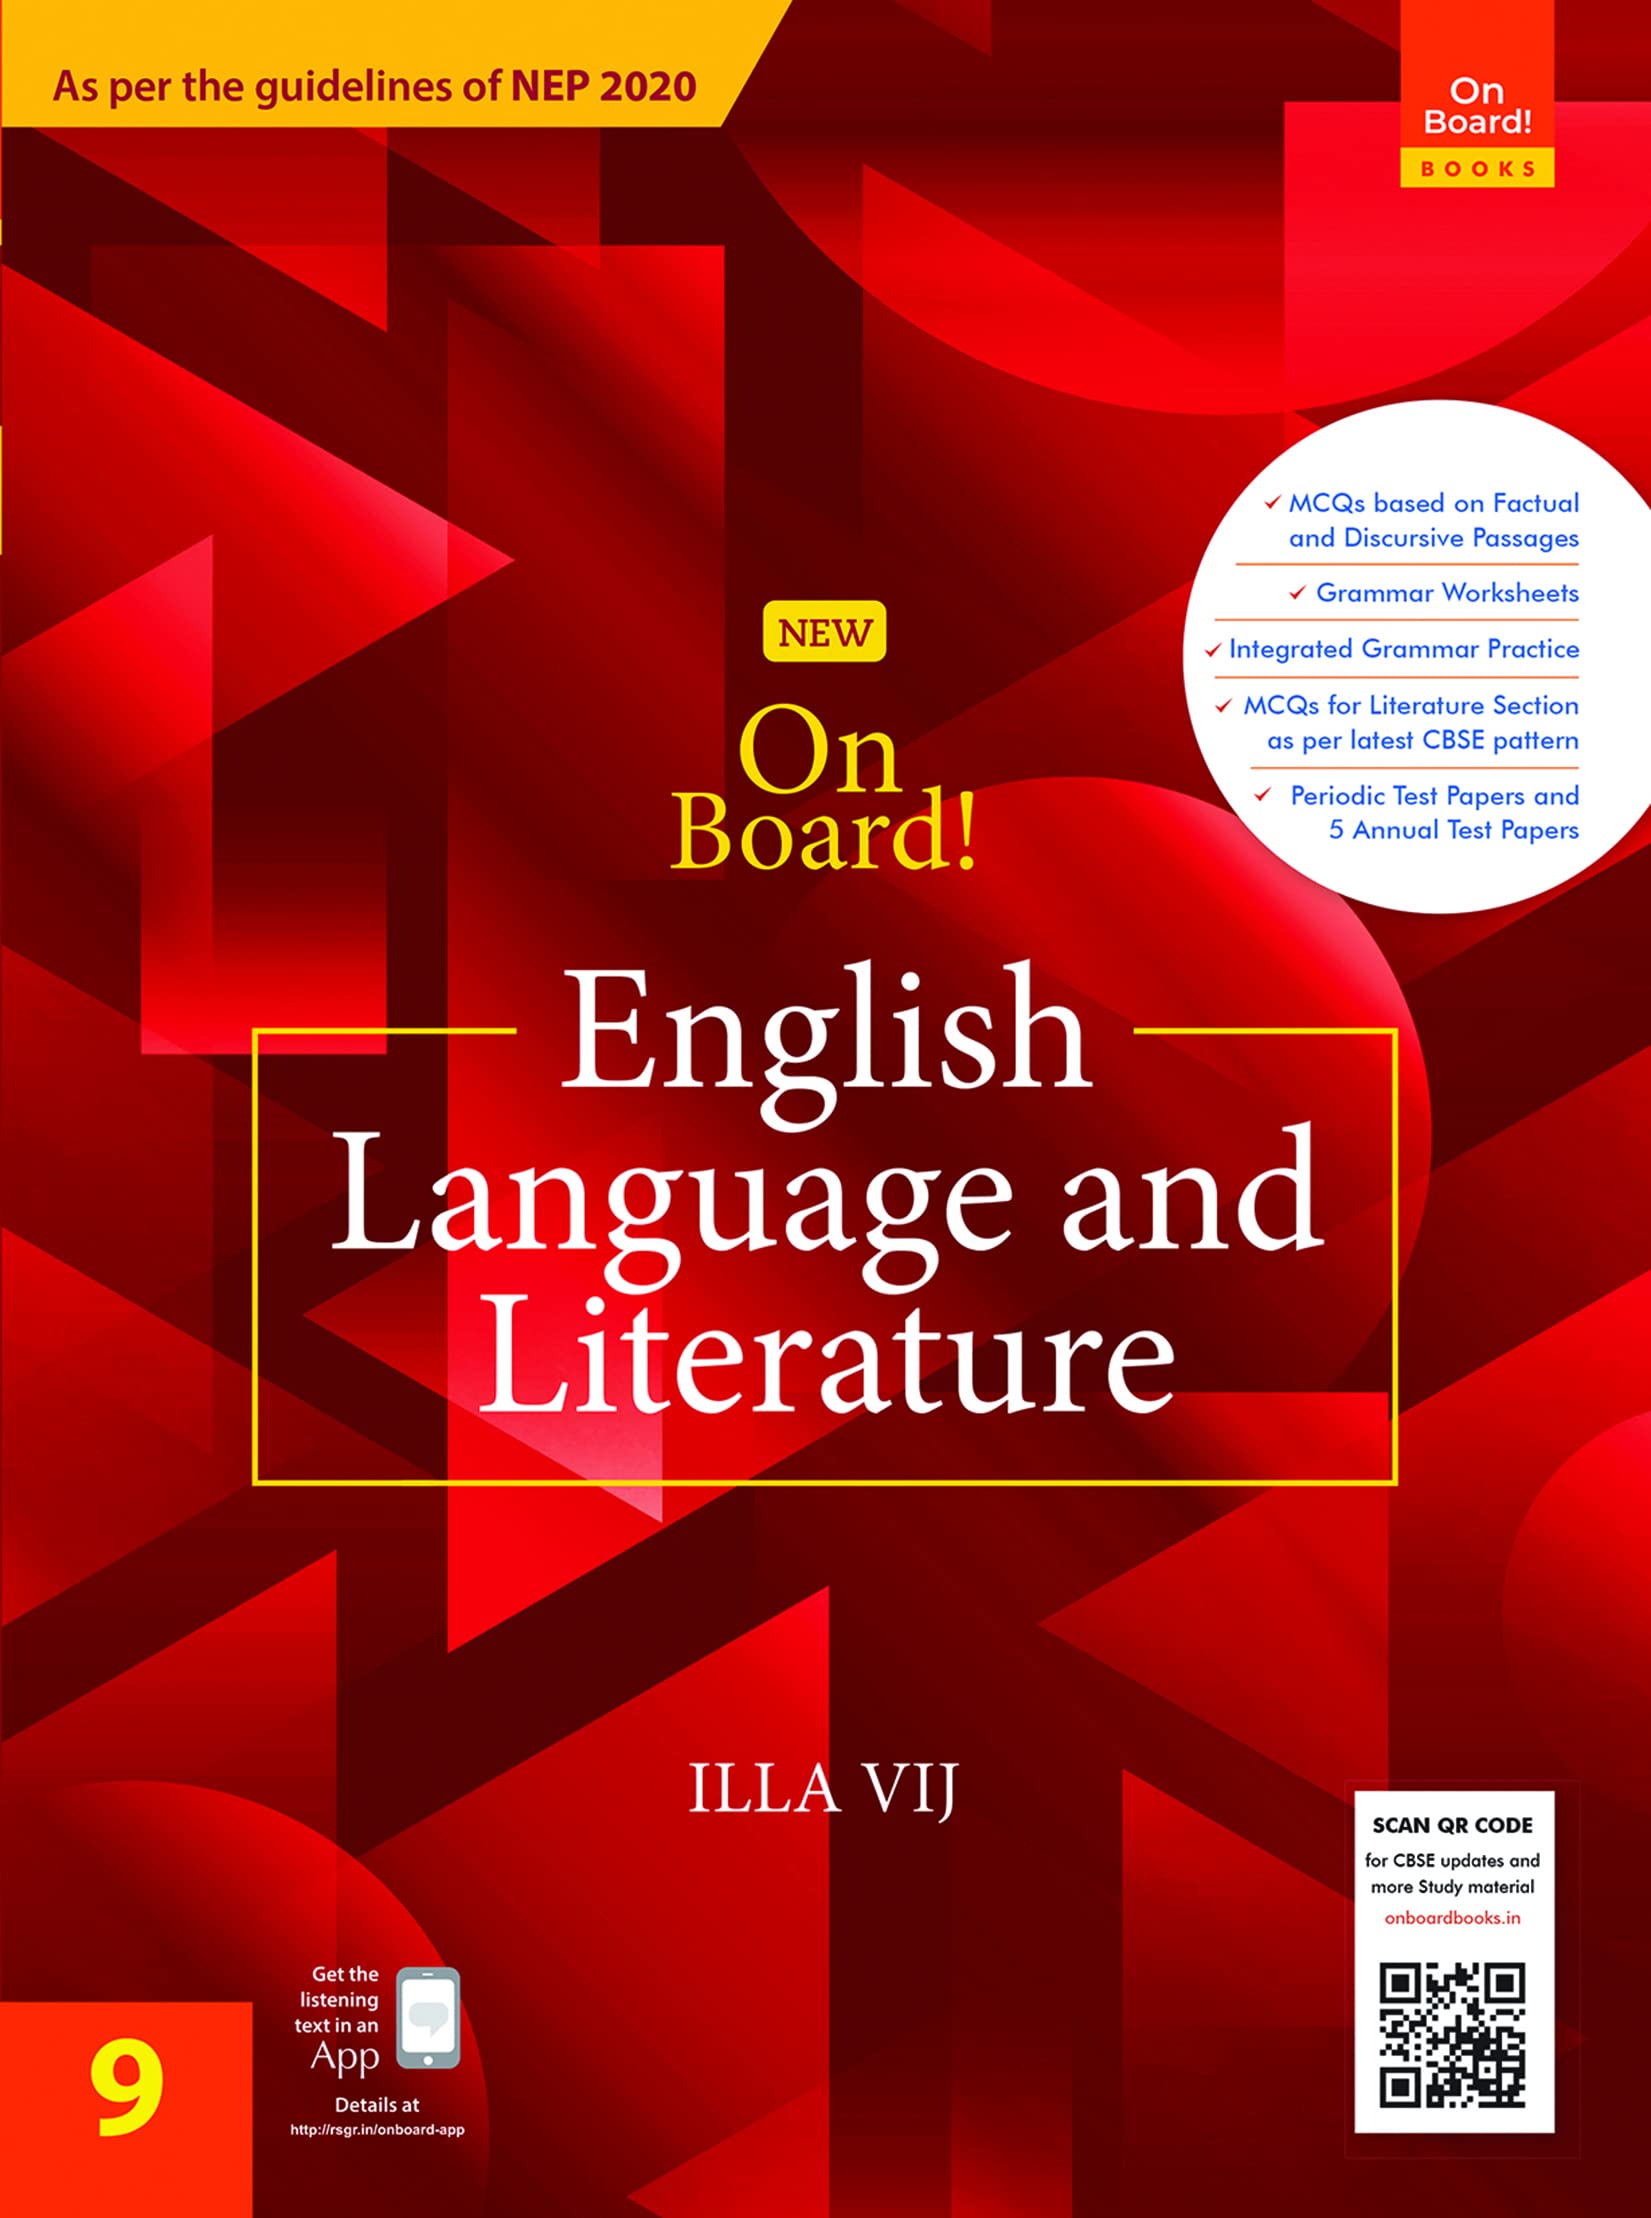 As per the guidelines of NEP 2020
On
Board!
BOOKS
✓ MCQs based on Factual
and Discursive Passages
✓ Grammar Worksheets
✓ Integrated Grammar Practice
✓ MCQs for Literature Section
as per latest CBSE pattern
✓ Periodic Test Papers and
5 Annual Test Papers
NEW
On
Board!
English
Language and
Literature
ILLA VIJ
SCAN QR CODE
for CBSE updates and
more Study material
onboardbooks.in
Get the
listening
text in an
App
Details at
http://rsgr.in/onboard-app
9